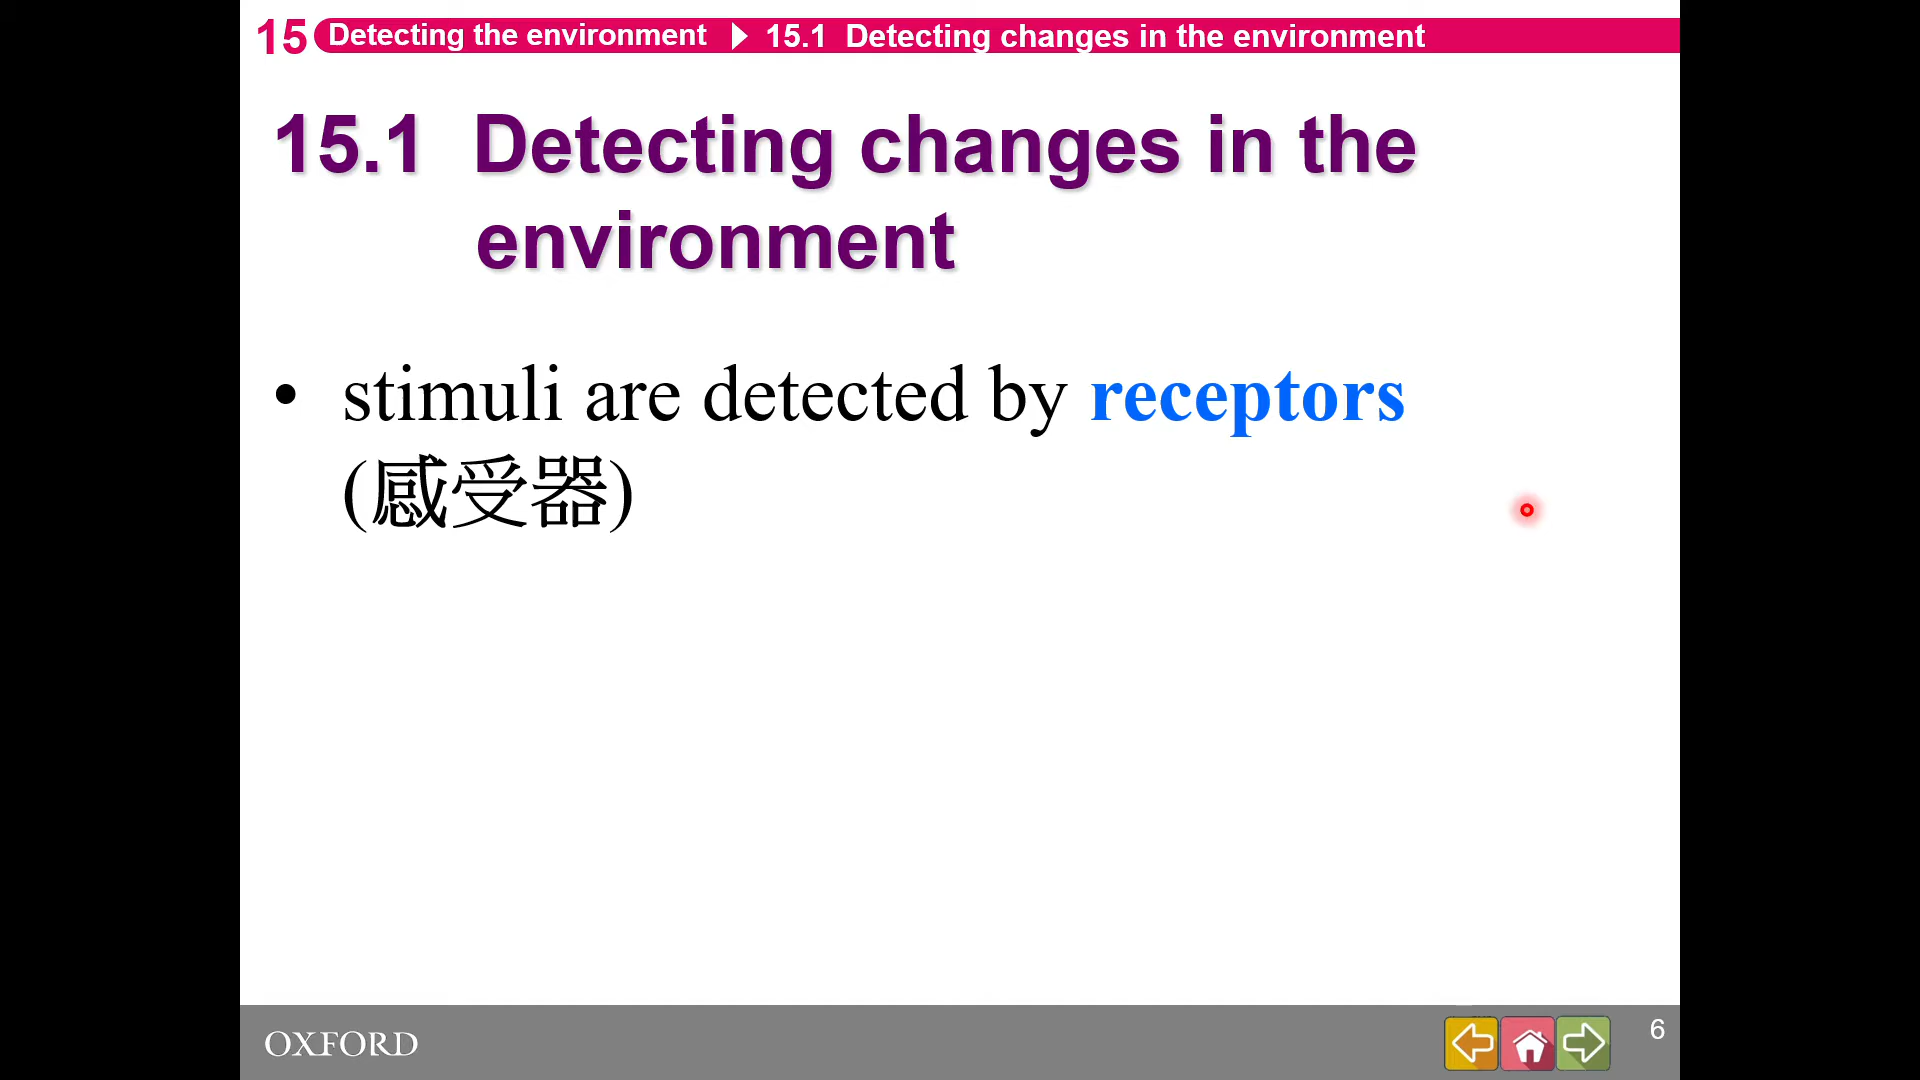 15 Detecting the environment 15.1 Detecting changes in the environment
15.1 Detecting changes in the
environment
• stimuli are detected by receptors
(感受器)
OXFORD
6